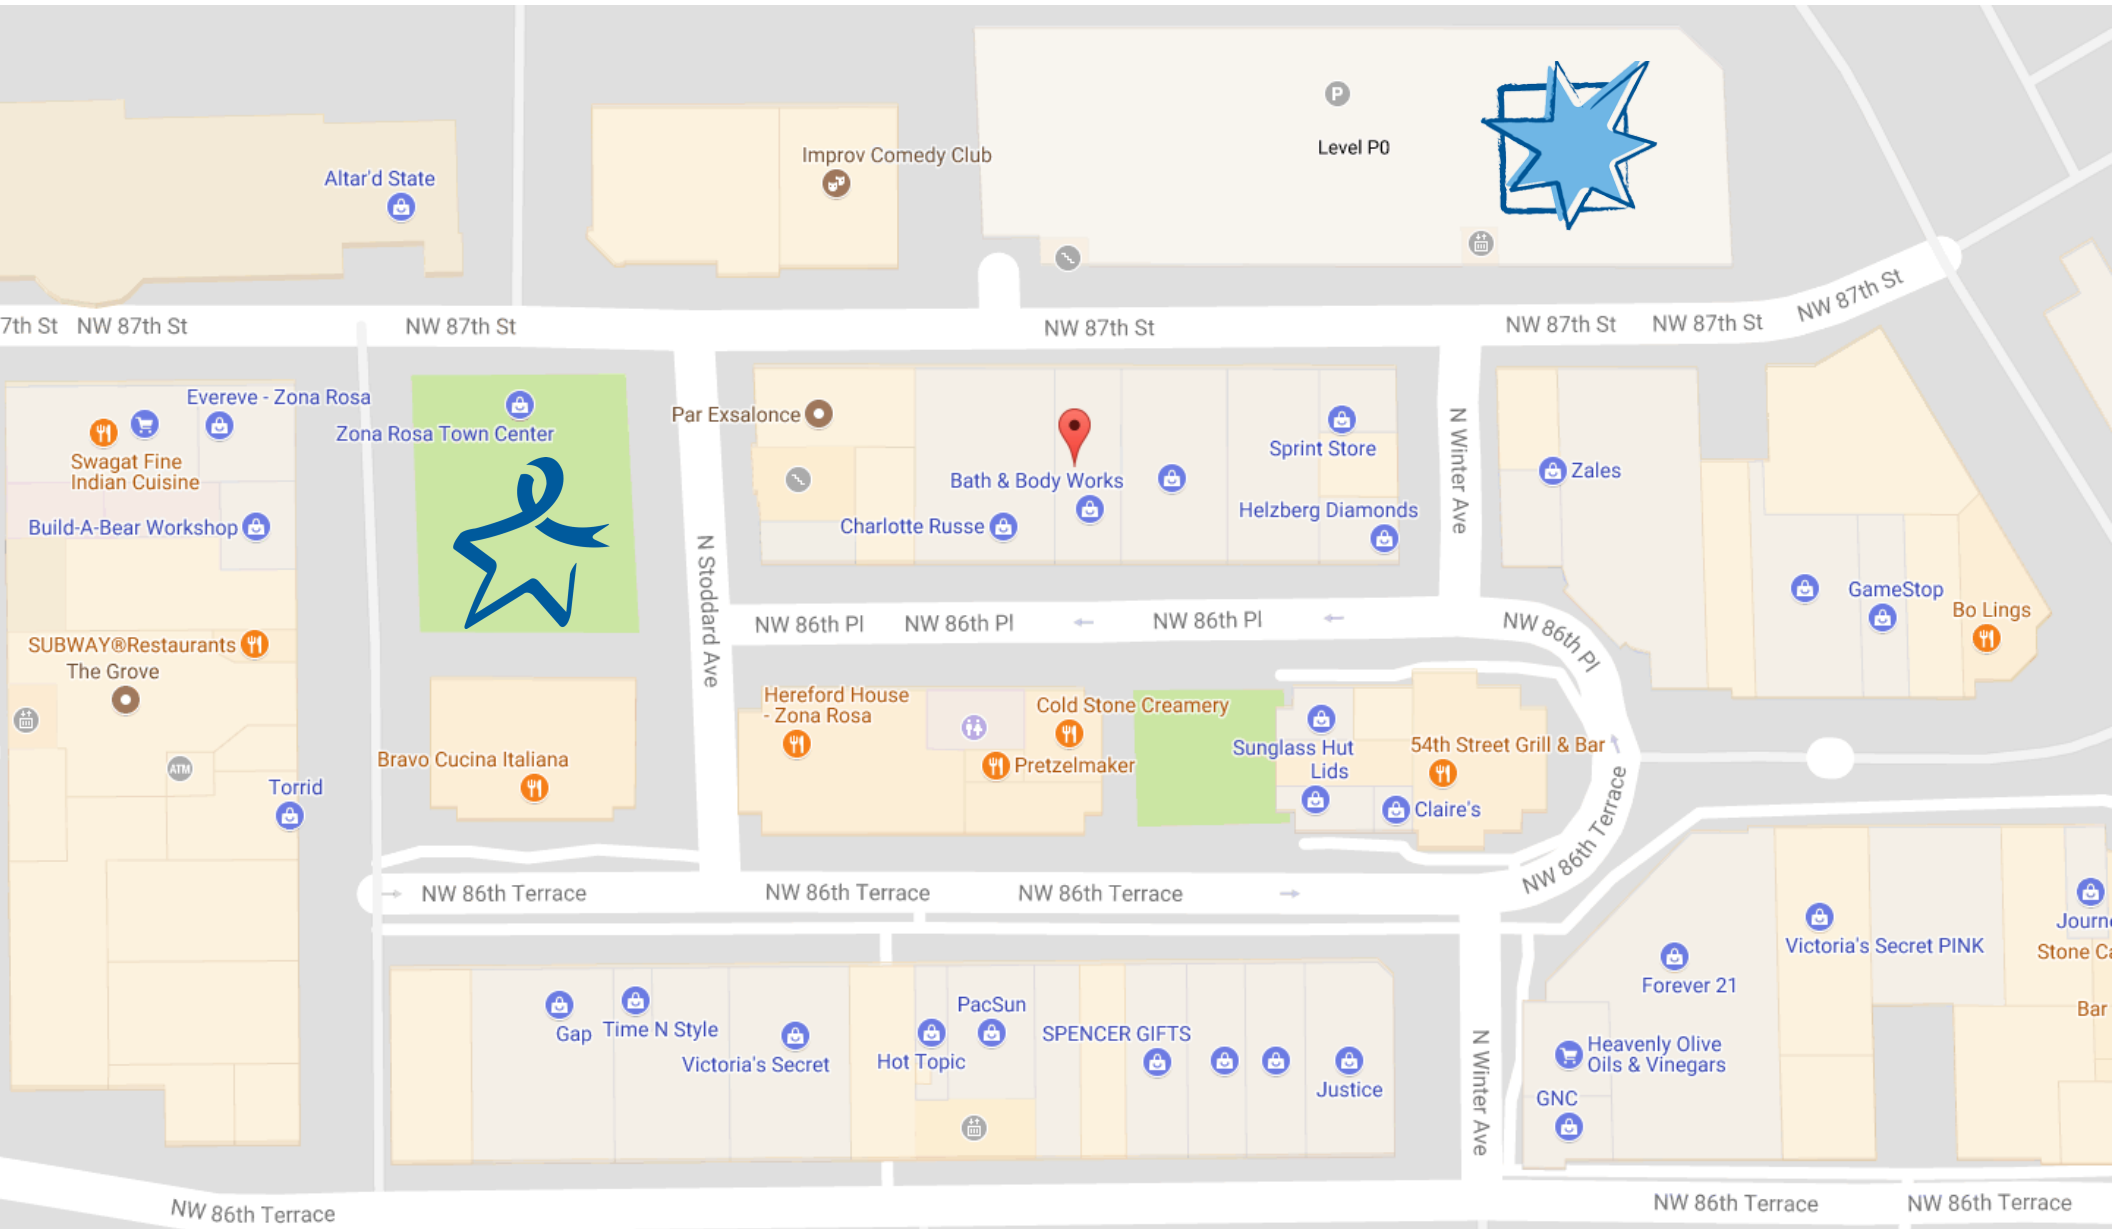 P
Level P0
Improv Comedy Club
Altar'd State
7th St
NW 87th St
NW 87th St
NW 87th St
NW 87th St
NW 87th St
NW 87th St
Evereve - Zona Rosa
Zona Rosa Town Center
Swagat Fine
Indian Cuisine
Build-A-Bear Workshop
Par Exsalonce
Bath & Body Works
Charlotte Russe
Sprint Store
Helzberg Diamonds
N Winter Ave
Zales
GameStop
Bo Lings
N Stoddard Ave
NW 86th Pl
NW 86th Pl
NW 86th Pl
NW 86th Pl
SUBWAY®Restaurants
The Grove
ATM
Torrid
Bravo Cucina Italiana
Hereford House
- Zona Rosa
Cold Stone Creamery
Pretzelmaker
Sunglass Hut
Lids
54th Street Grill & Bar
Claire's
NW 86th Terrace
NW 86th Terrace
NW 86th Terrace
NW 86th Terrace
Gap
Time N Style
Victoria's Secret
Hot Topic
PacSun
SPENCER GIFTS
Justice
N Winter Ave
Forever 21
Victoria's Secret PINK
Journe
Stone Ca
Bar
Heavenly Olive
Oils & Vinegars
GNC
NW 86th Terrace
NW 86th Terrace
NW 86th Terrace